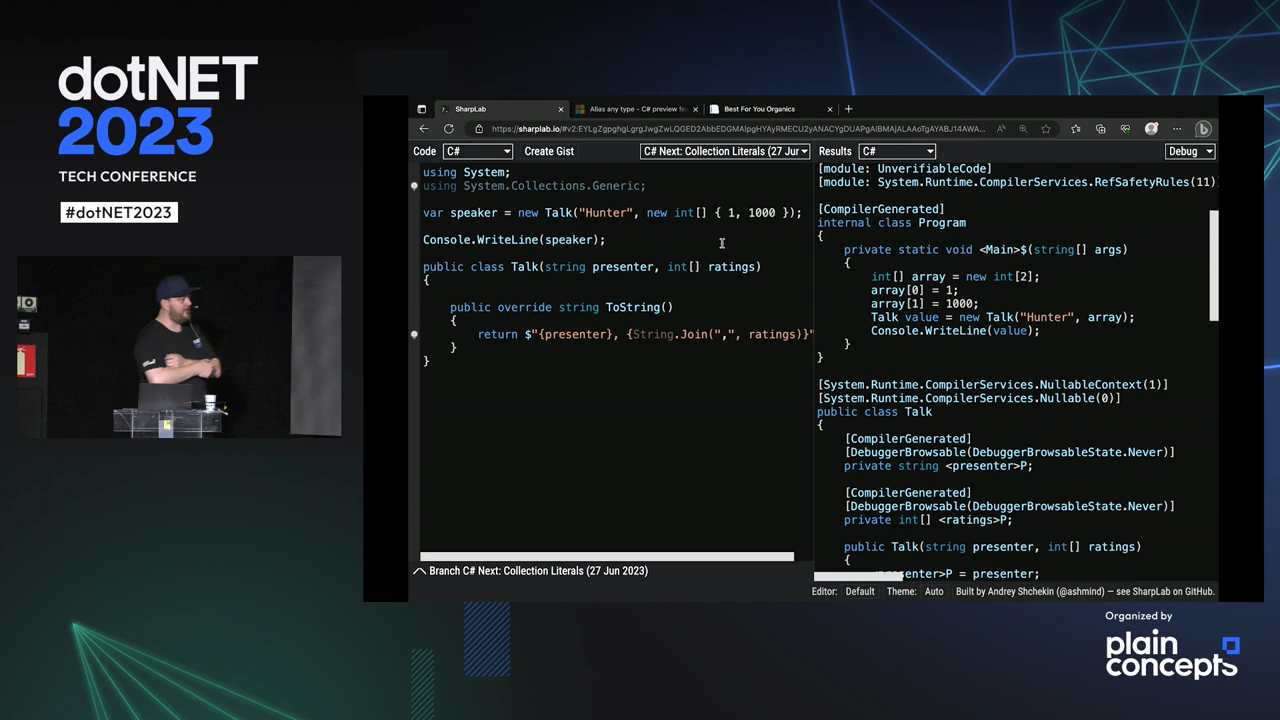 dotNET
2023
TECH CONFERENCE
#dotNET2023
SharpLab
Alias any type - C# preview fe
Best For You Organics
Code
C#
Create Gist
C# Next: Collection Literals (27 Jur
Results
C#
Debug
using System;
using System.Collections.Generic;
var speaker = new Talk("Hunter", new int[] { 1, 1000 });
Console.WriteLine(speaker);
public class Talk(string presenter, int[] ratings)
{
public override string ToString()
{
return $"{presenter}, {String.Join(",", ratings)}"
}
}
Branch C# Next: Collection Literals (27 Jun 2023)
[module: UnverifiableCode]
[module: System.Runtime.CompilerServices.RefSafetyRules(11)
[CompilerGenerated]
internal class Program
{
private static void <Main>$(string[] args)
{
int[] array = new int[2];
array[0] = 1;
array[1] = 1000;
Talk value = new Talk("Hunter", array);
Console.WriteLine(value);
}
}
[System.Runtime.CompilerServices.NullableContext(1)]
[System.Runtime.CompilerServices.Nullable(0)]
public class Talk
{
[CompilerGenerated]
[DebuggerBrowsable(DebuggerBrowsableState.Never)]
private string <presenter>P;
[CompilerGenerated]
[DebuggerBrowsable(DebuggerBrowsableState.Never)]
private int[] <ratings>P;
public Talk(string presenter, int[] ratings)
{
senter>P = presenter;
Editor: Default Theme: Auto Built by Andrey Shchekin (@ashmind) — see SharpLab on GitHub.
Organized by
plain
concepts